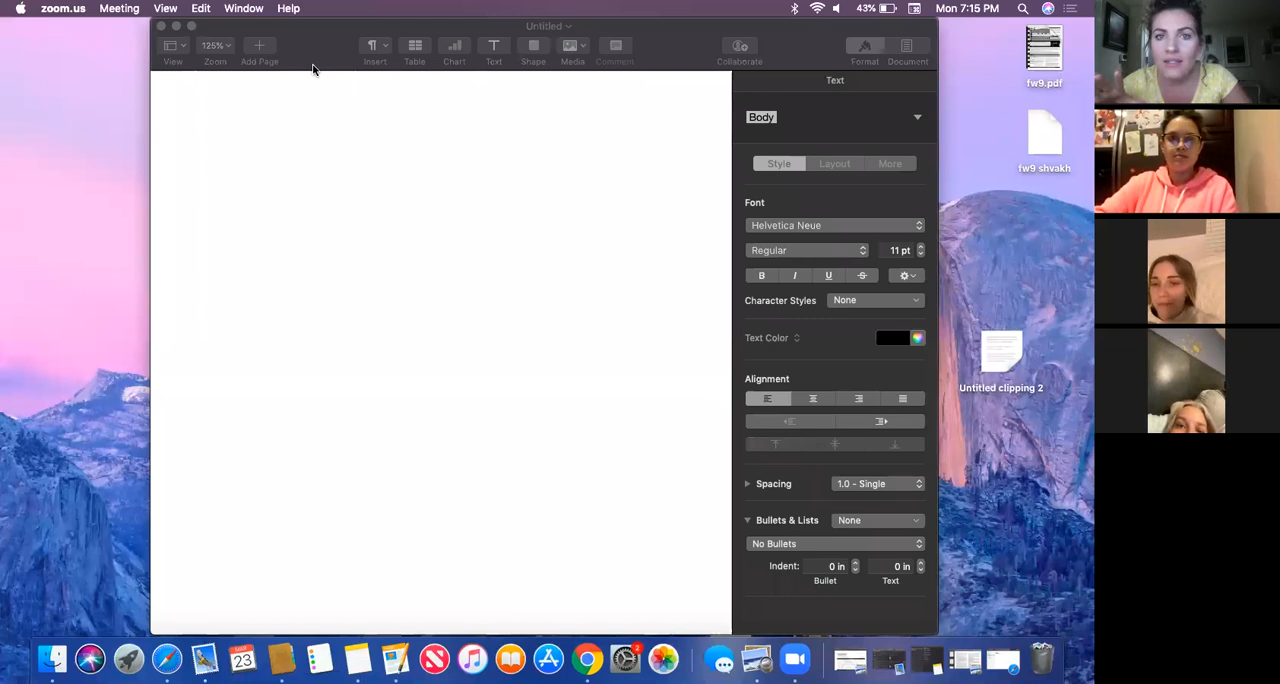 zoom.us Meeting View Edit Window Help 43% Mon 7:15 PM
Untitled
125%
View Zoom Add Page Insert Table Chart Text Shape Media Comment Collaborate Format Document
Text
Body
Style Layout More
Font
Helvetica Neue
Regular 11 pt
B I U S
Character Styles None
Text Color
Alignment
Spacing 1.0 - Single
Bullets & Lists None
No Bullets
Indent: 0 in 0 in
Bullet Text
fw9.pdf
fw9 shvakh
Untitled clipping 2
23
2